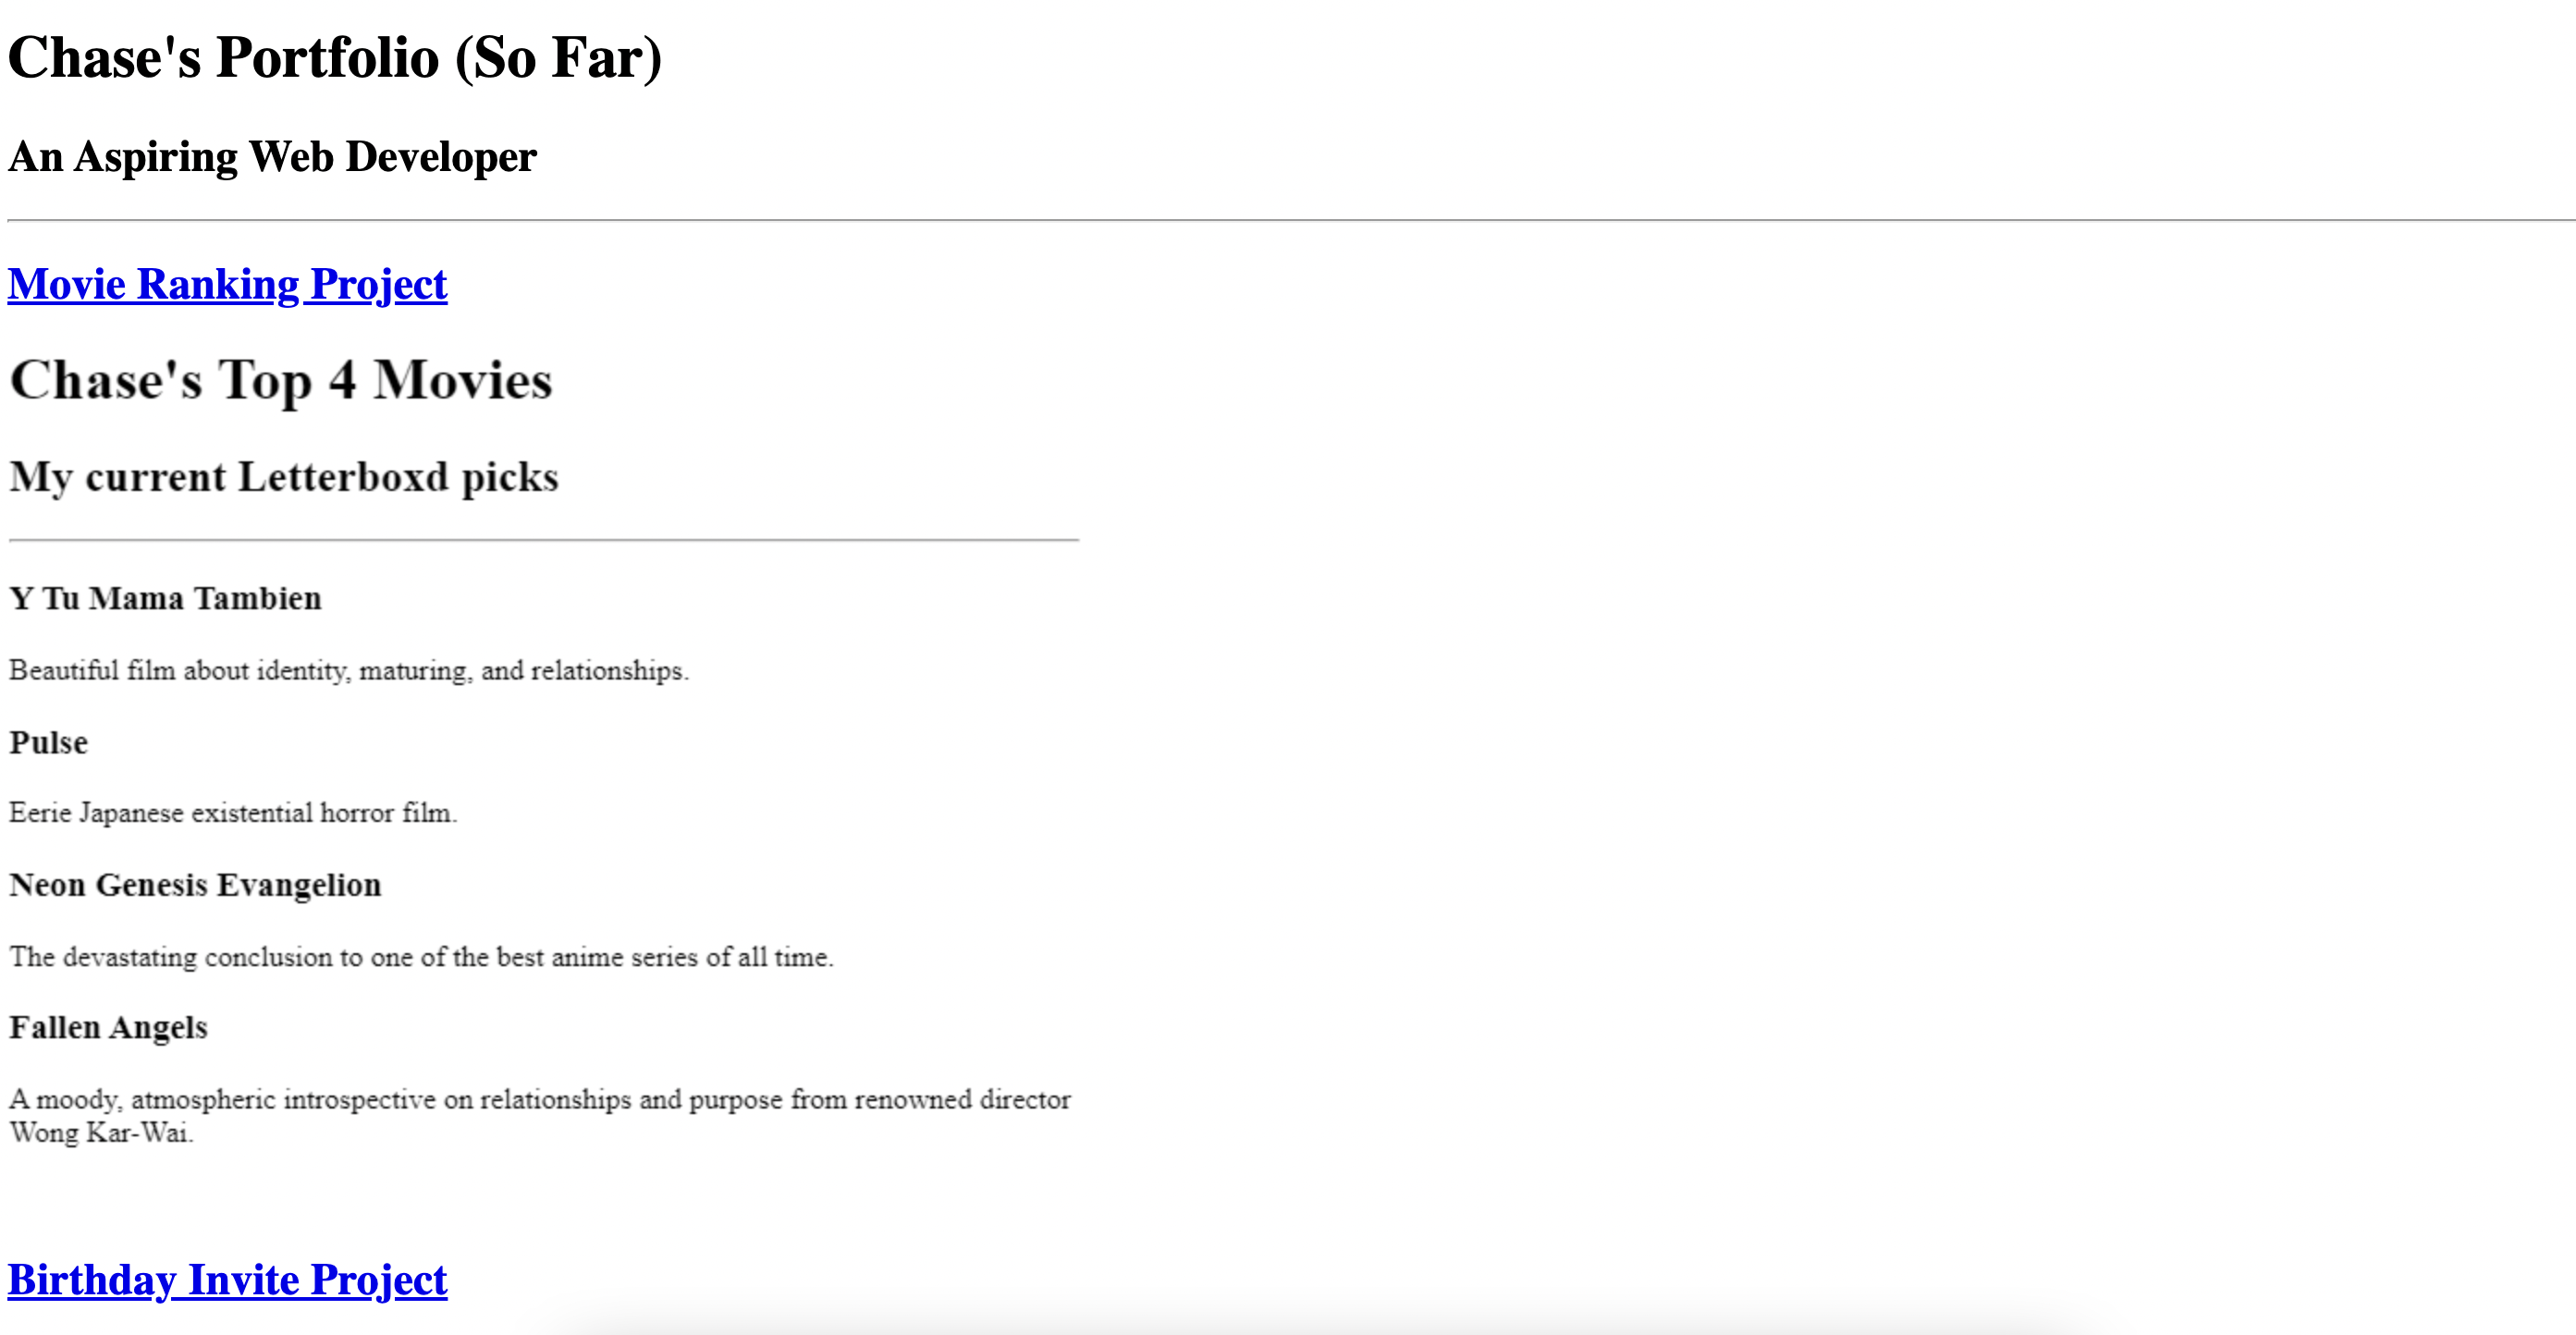 Chase's Portfolio (So Far)
An Aspiring Web Developer
Movie Ranking Project
Chase's Top 4 Movies
My current Letterboxd picks
Y Tu Mama Tambien
Beautiful film about identity, maturing, and relationships.
Pulse
Eerie Japanese existential horror film.
Neon Genesis Evangelion
The devastating conclusion to one of the best anime series of all time.
Fallen Angels
A moody, atmospheric introspective on relationships and purpose from renowned director
Wong Kar-Wai.
Birthday Invite Project